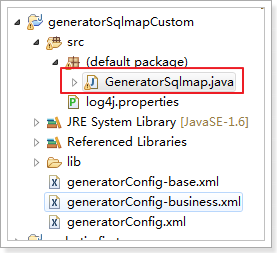 generatorSqlmapCustom
src
(default package)
GeneratorSqlmap.java
log4j.properties
JRE System Library [JavaSE-1.6]
Referenced Libraries
lib
generatorConfig-base.xml
generatorConfig-business.xml
generatorConfig.xml